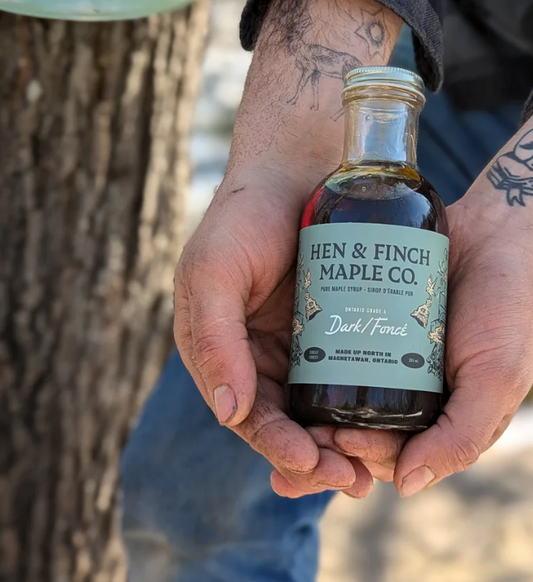 HEN & FINCH
MAPLE CO.
PURE MAPLE SYRUP - SIROP D'ÉRABLE PUR
ONTARIO GRADE A
Dark/Foncé
MADE UP NORTH IN
MAGNETAWAN, ONTARIO